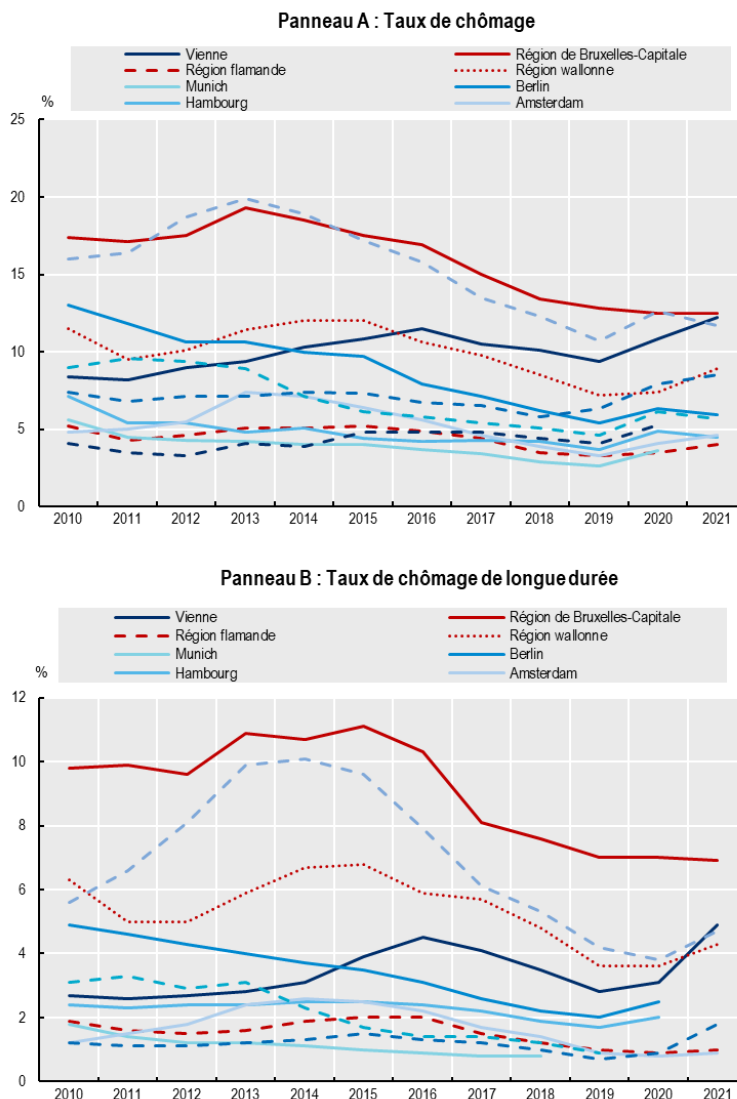 Panneau A : Taux de chômage
Vienne
Région de Bruxelles-Capitale
Région flamande
Région wallonne
Munich
Berlin
Hambourg
Amsterdam
%
25
20
15
10
5
0
2010 2011 2012 2013 2014 2015 2016 2017 2018 2019 2020 2021
Panneau B : Taux de chômage de longue durée
Vienne
Région de Bruxelles-Capitale
Région flamande
Région wallonne
Munich
Berlin
Hambourg
Amsterdam
%
12
10
8
6
4
2
0
2010 2011 2012 2013 2014 2015 2016 2017 2018 2019 2020 2021